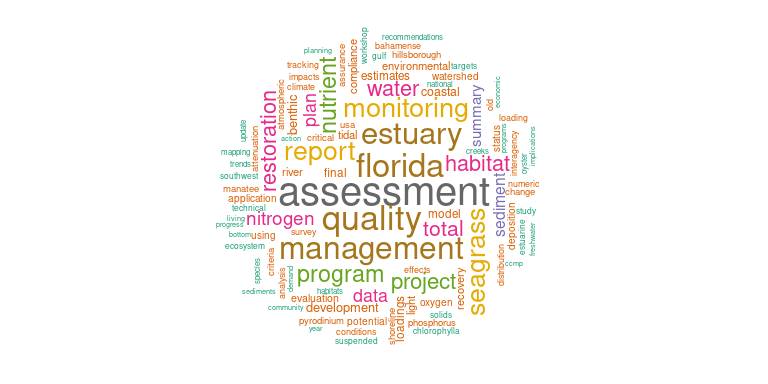 recommendations
bahamense
workshop
planning
gulf
hillsborough
assurance
compliance
tracking
environmental
targets
impacts
estimates
watershed
climate
water
coastal
national
economic
nutrient
plan
atmospheric
restoration
benthic
monitoring
summary
old
loading
update
usa
tidal
estuary
status
programs
interagency
implications
action
critical
attenuation
mapping
report
creeks
oyster
trends
florida
habitat
southwest
river
final
manatee
assessment
numeric
change
application
technical
sediment
living
progress
nitrogen
quality
model
total
deposition
study
bottom
using
survey
seagrass
estuarine
freshwater
ecosystem
management
criteria
ccmp
species
analysis
demand
program
effects
project
recovery
distribution
sediments
habitats
evaluation
data
light
oxygen
community
development
loadings
shoreline
solids
pyrodinium
potential
phosphorus
year
conditions
chlorophylla
suspended